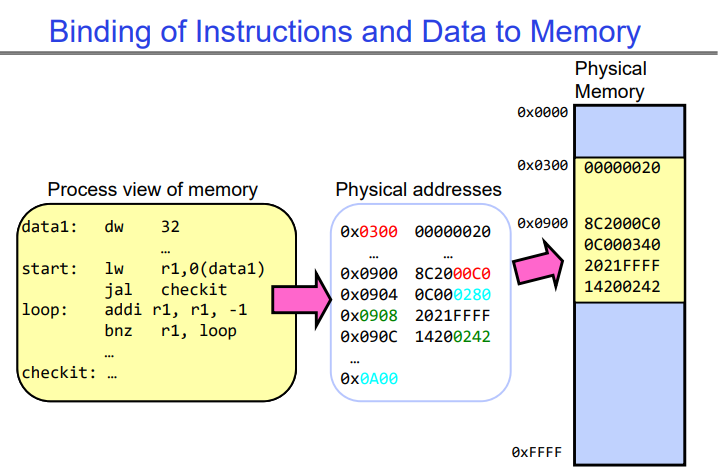 Binding of Instructions and Data to Memory
Physical
Memory
0x0000
0x0300 00000020
0x0900 8C2000C0
0C000340
2021FFFF
14200242
0xFFFF
Process view of memory
data1: dw 32
…
start: lw r1,0(data1)
jal checkit
loop: addi r1, r1, -1
bnz r1, loop
…
checkit: …
Physical addresses
0x0300 00000020
… …
0x0900 8C2000C0
0x0904 0C000280
0x0908 2021FFFF
0x090C 14200242
…
0x0A00